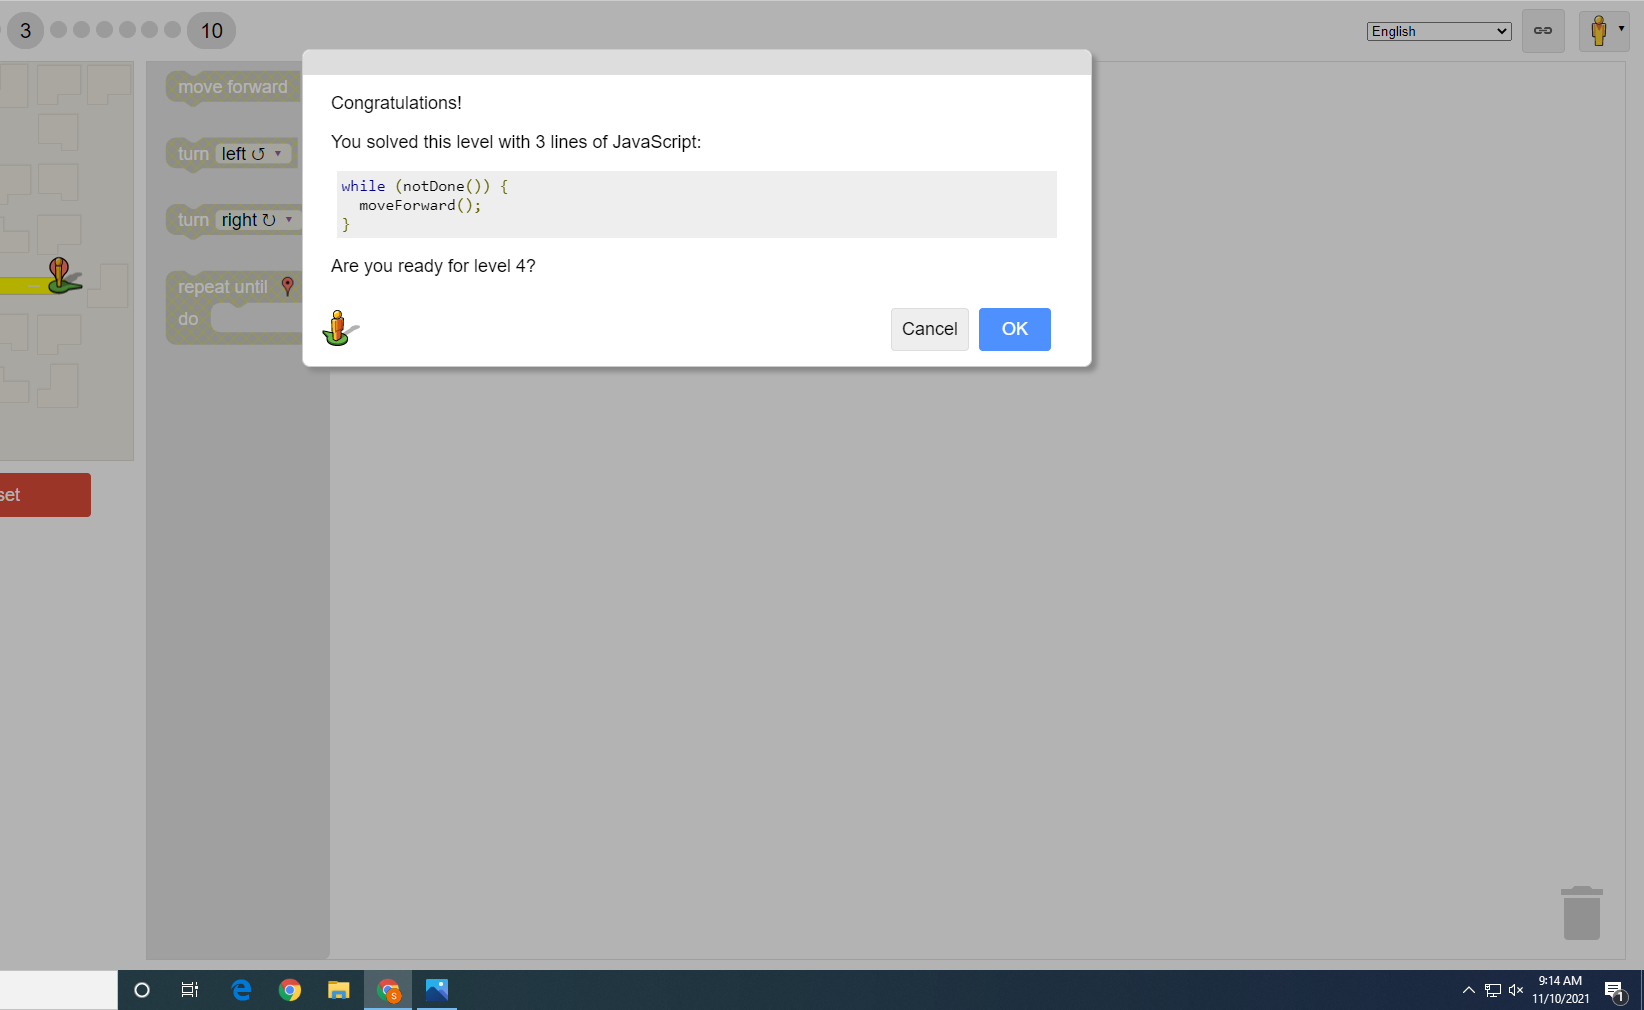 3
10
English
move forward
turn left ↺ ▾
turn right ↻ ▾
repeat until
do
set
Congratulations!
You solved this level with 3 lines of JavaScript:
while (notDone()) {
  moveForward();
}
Are you ready for level 4?
Cancel
OK
9:14 AM
11/10/2021
1